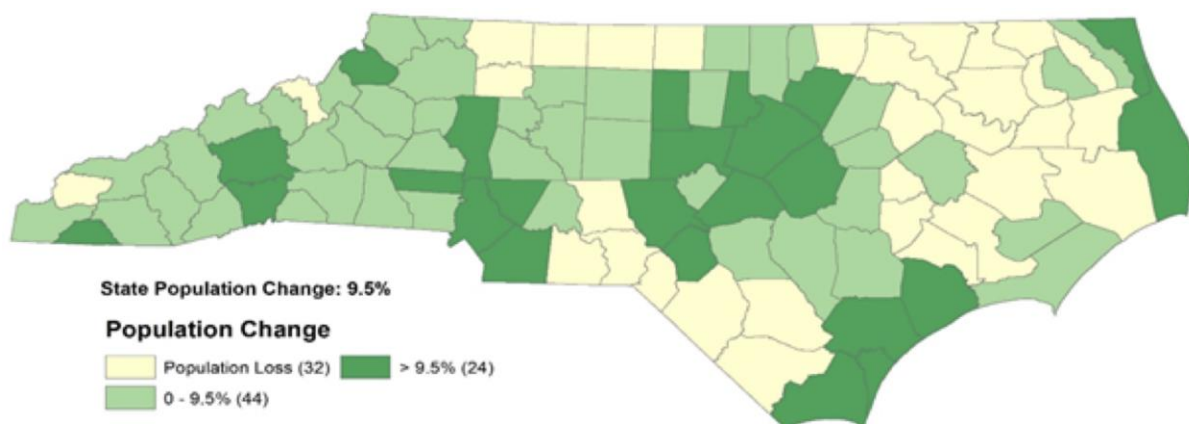 State Population Change: 9.5%
Population Change
Population Loss (32)
> 9.5% (24)
0 - 9.5% (44)